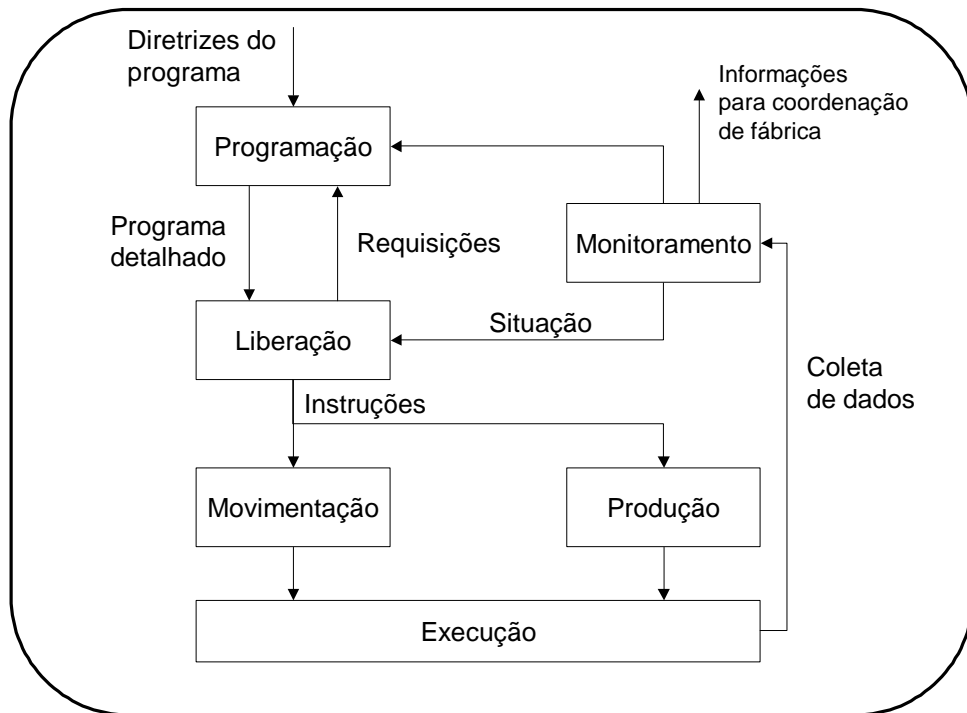 Diretrizes do
programa
Informações
para coordenação
de fábrica
Programação
Programa
detalhado
Requisições
Monitoramento
Liberação
Situação
Coleta
de dados
Instruções
Movimentação
Produção
Execução